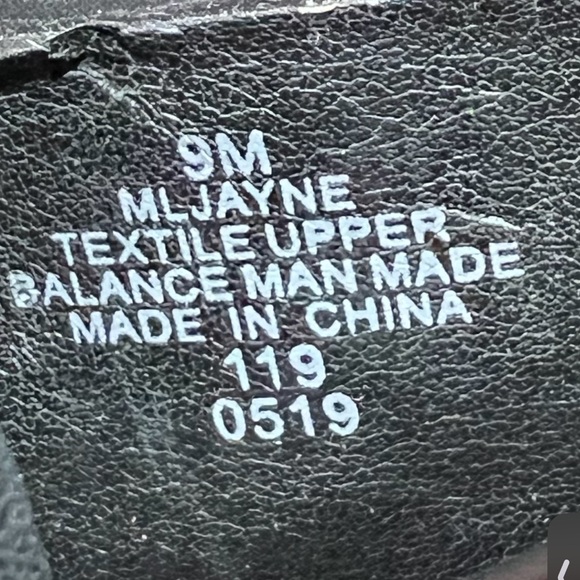 9M
MLJAYNE
TEXTILE UPPER
BALANCE MAN MADE
MADE IN CHINA
119
0519